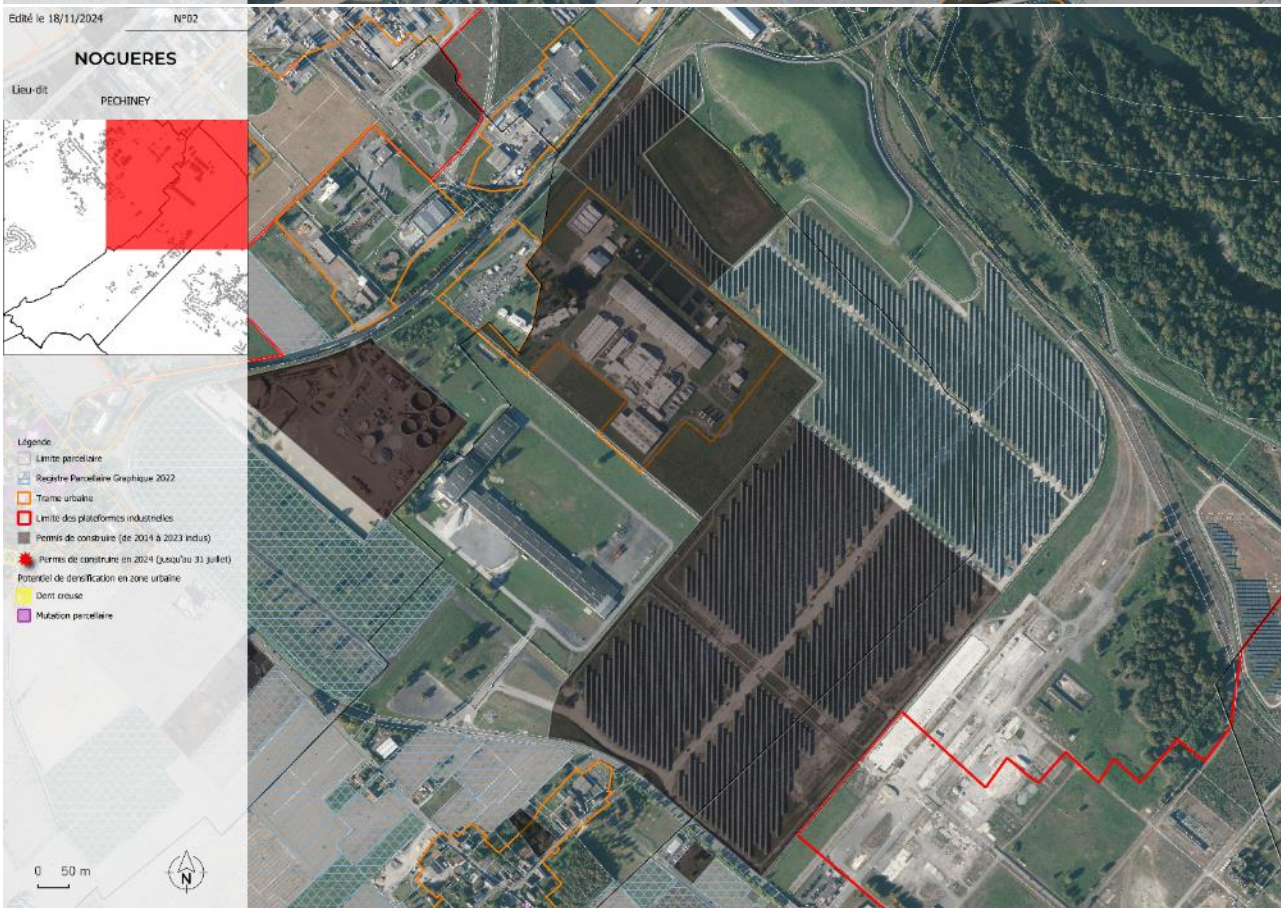 Edité le 18/11/2024 N°02
NOGUERES
Lieu-dit
PECHINEY
Légende
Limite parcellaire
Registre Parcellaire Graphique 2022
Trame urbaine
Limite des plateformes industrielles
Permis de construire (de 2014 à 2023 inclus)
Permis de construire en 2024 (jusqu'au 31 juillet)
Potentiel de densification en zone urbaine
Dent creuse
Mutation parcellaire
0 50 m
N